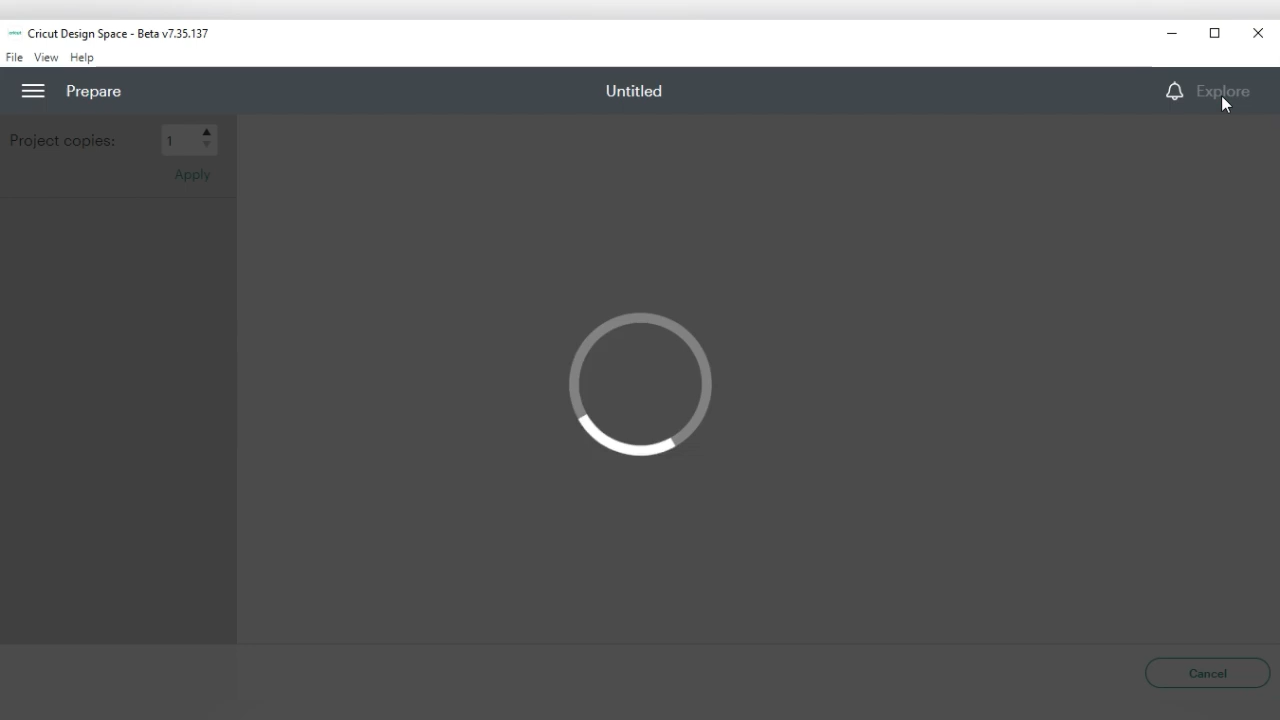 Cricut Design Space - Beta v7.35.137
File View Help
Prepare Untitled Explore
Project copies: 1
Apply
Cancel